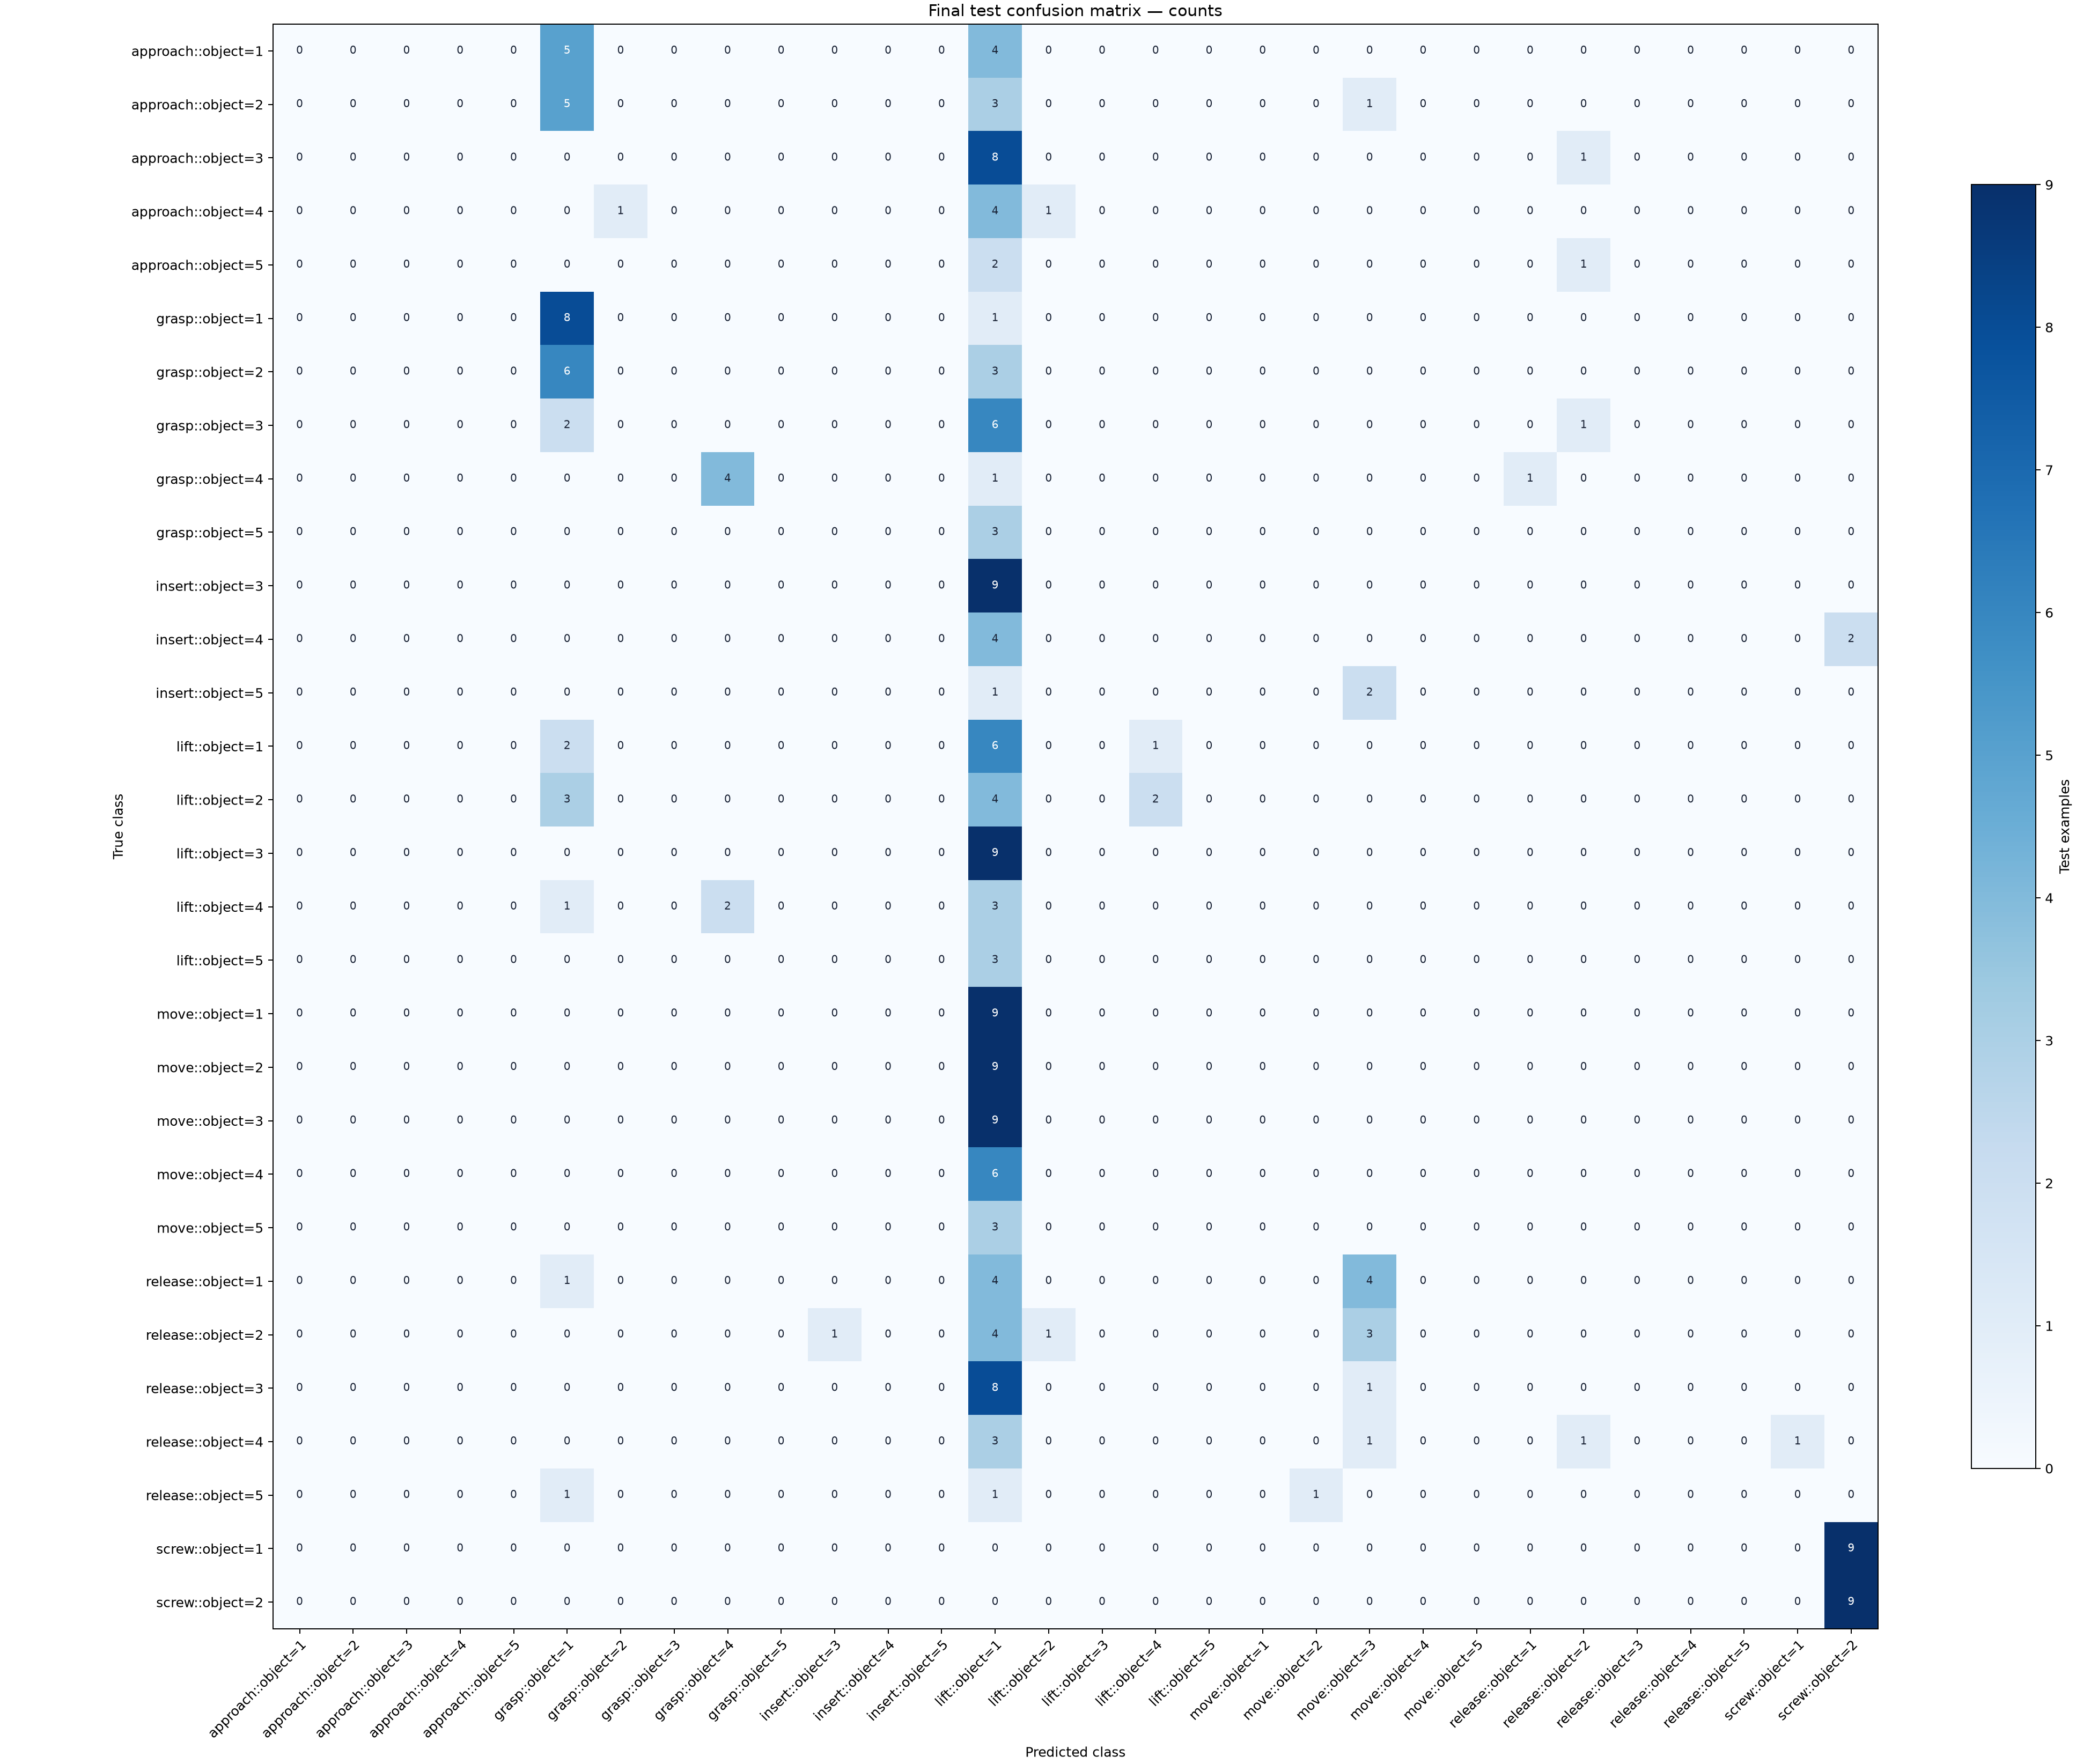 Final test confusion matrix — counts
approach::object=1 0 0 0 0 0 5 0 0 0 0 0 0 0 4 0 0 0 0 0 0 0 0 0 0 0 0 0 0 0 0
approach::object=2 0 0 0 0 0 5 0 0 0 0 0 0 0 3 0 0 0 0 0 0 1 0 0 0 0 0 0 0 0 0
approach::object=3 0 0 0 0 0 0 0 0 0 0 0 0 0 8 0 0 0 0 0 0 0 0 0 0 1 0 0 0 0 0
approach::object=4 0 0 0 0 0 0 1 0 0 0 0 0 0 4 1 0 0 0 0 0 0 0 0 0 0 0 0 0 0 0
approach::object=5 0 0 0 0 0 0 0 0 0 0 0 0 0 2 0 0 0 0 0 0 0 0 0 0 1 0 0 0 0 0
grasp::object=1 0 0 0 0 0 8 0 0 0 0 0 0 0 1 0 0 0 0 0 0 0 0 0 0 0 0 0 0 0 0
grasp::object=2 0 0 0 0 0 6 0 0 0 0 0 0 0 3 0 0 0 0 0 0 0 0 0 0 0 0 0 0 0 0
grasp::object=3 0 0 0 0 0 2 0 0 0 0 0 0 0 6 0 0 0 0 0 0 0 0 0 0 1 0 0 0 0 0
grasp::object=4 0 0 0 0 0 0 0 0 4 0 0 0 0 1 0 0 0 0 0 0 0 0 0 1 0 0 0 0 0 0
grasp::object=5 0 0 0 0 0 0 0 0 0 0 0 0 0 3 0 0 0 0 0 0 0 0 0 0 0 0 0 0 0 0
insert::object=3 0 0 0 0 0 0 0 0 0 0 0 0 0 9 0 0 0 0 0 0 0 0 0 0 0 0 0 0 0 0
insert::object=4 0 0 0 0 0 0 0 0 0 0 0 0 0 4 0 0 0 0 0 0 0 0 0 0 0 0 0 0 0 2
insert::object=5 0 0 0 0 0 0 0 0 0 0 0 0 0 1 0 0 0 0 0 0 2 0 0 0 0 0 0 0 0 0
lift::object=1 0 0 0 0 0 2 0 0 0 0 0 0 0 6 0 0 1 0 0 0 0 0 0 0 0 0 0 0 0 0
lift::object=2 0 0 0 0 0 3 0 0 0 0 0 0 0 4 0 0 2 0 0 0 0 0 0 0 0 0 0 0 0 0
lift::object=3 0 0 0 0 0 0 0 0 0 0 0 0 0 9 0 0 0 0 0 0 0 0 0 0 0 0 0 0 0 0
lift::object=4 0 0 0 0 0 1 0 0 2 0 0 0 0 3 0 0 0 0 0 0 0 0 0 0 0 0 0 0 0 0
lift::object=5 0 0 0 0 0 0 0 0 0 0 0 0 0 3 0 0 0 0 0 0 0 0 0 0 0 0 0 0 0 0
move::object=1 0 0 0 0 0 0 0 0 0 0 0 0 0 9 0 0 0 0 0 0 0 0 0 0 0 0 0 0 0 0
move::object=2 0 0 0 0 0 0 0 0 0 0 0 0 0 9 0 0 0 0 0 0 0 0 0 0 0 0 0 0 0 0
move::object=3 0 0 0 0 0 0 0 0 0 0 0 0 0 9 0 0 0 0 0 0 0 0 0 0 0 0 0 0 0 0
move::object=4 0 0 0 0 0 0 0 0 0 0 0 0 0 6 0 0 0 0 0 0 0 0 0 0 0 0 0 0 0 0
move::object=5 0 0 0 0 0 0 0 0 0 0 0 0 0 3 0 0 0 0 0 0 0 0 0 0 0 0 0 0 0 0
release::object=1 0 0 0 0 0 1 0 0 0 0 0 0 0 4 0 0 0 0 0 0 4 0 0 0 0 0 0 0 0 0
release::object=2 0 0 0 0 0 0 0 0 0 0 1 0 0 4 1 0 0 0 0 0 3 0 0 0 0 0 0 0 0 0
release::object=3 0 0 0 0 0 0 0 0 0 0 0 0 0 8 0 0 0 0 0 0 1 0 0 0 0 0 0 0 0 0
release::object=4 0 0 0 0 0 0 0 0 0 0 0 0 0 3 0 0 0 0 0 0 1 0 0 0 1 0 0 0 1 0
release::object=5 0 0 0 0 0 1 0 0 0 0 0 0 0 1 0 0 0 0 0 1 0 0 0 0 0 0 0 0 0 0
screw::object=1 0 0 0 0 0 0 0 0 0 0 0 0 0 0 0 0 0 0 0 0 0 0 0 0 0 0 0 0 0 9
screw::object=2 0 0 0 0 0 0 0 0 0 0 0 0 0 0 0 0 0 0 0 0 0 0 0 0 0 0 0 0 0 9
True class
approach::object=1
approach::object=2
approach::object=3
approach::object=4
approach::object=5
grasp::object=1
grasp::object=2
grasp::object=3
grasp::object=4
grasp::object=5
insert::object=3
insert::object=4
insert::object=5
lift::object=1
lift::object=2
lift::object=3
lift::object=4
lift::object=5
move::object=1
move::object=2
move::object=3
move::object=4
move::object=5
release::object=1
release::object=2
release::object=3
release::object=4
release::object=5
screw::object=1
screw::object=2
Predicted class
9
8
7
6
5
4
3
2
1
0
Test examples